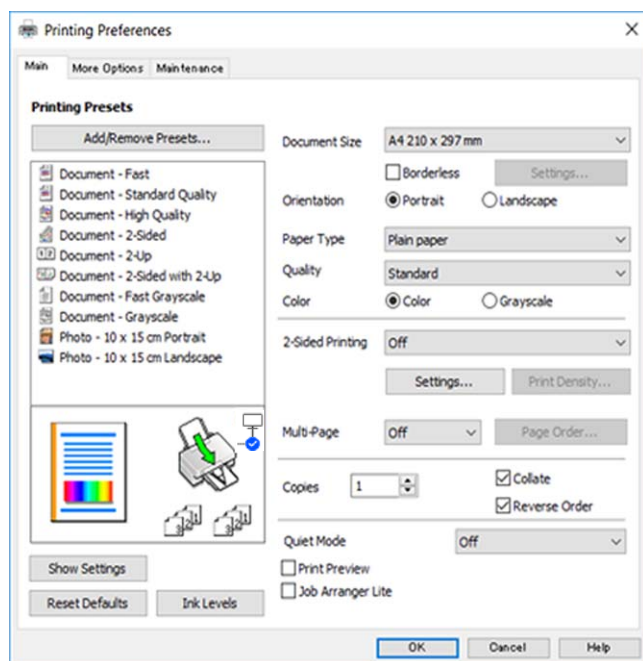 Printing Preferences
Main More Options Maintenance
Printing Presets
Add/Remove Presets...
Document - Fast
Document - Standard Quality
Document - High Quality
Document - 2-Sided
Document - 2-Up
Document - 2-Sided with 2-Up
Document - Fast Grayscale
Document - Grayscale
Photo - 10 x 15 cm Portrait
Photo - 10 x 15 cm Landscape
Show Settings
Reset Defaults Ink Levels
Document Size A4 210 x 297 mm
Borderless Settings...
Orientation Portrait Landscape
Paper Type Plain paper
Quality Standard
Color Color Grayscale
2-Sided Printing Off
Settings... Print Density...
Multi-Page Off Page Order...
Copies 1 Collate
Reverse Order
Quiet Mode Off
Print Preview
Job Arranger Lite
OK Cancel Help